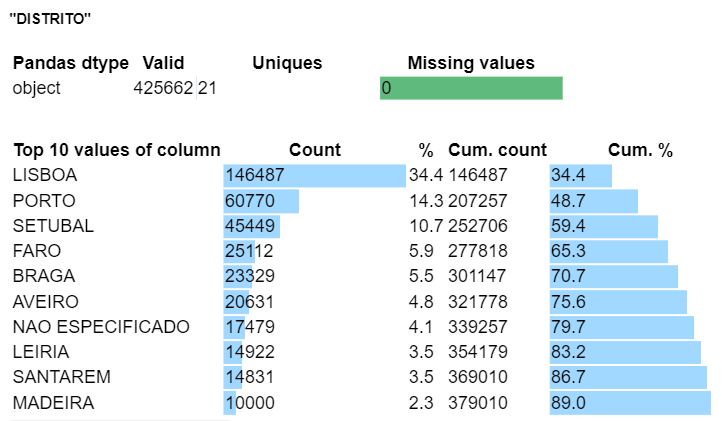 "DISTRITO"
Pandas dtype Valid Uniques Missing values
object 425662 21 0
Top 10 values of column Count % Cum. count Cum. %
LISBOA 146487 34.4 146487 34.4
PORTO 60770 14.3 207257 48.7
SETUBAL 45449 10.7 252706 59.4
FARO 25112 5.9 277818 65.3
BRAGA 23329 5.5 301147 70.7
AVEIRO 20631 4.8 321778 75.6
NAO ESPECIFICADO 17479 4.1 339257 79.7
LEIRIA 14922 3.5 354179 83.2
SANTAREM 14831 3.5 369010 86.7
MADEIRA 10000 2.3 379010 89.0